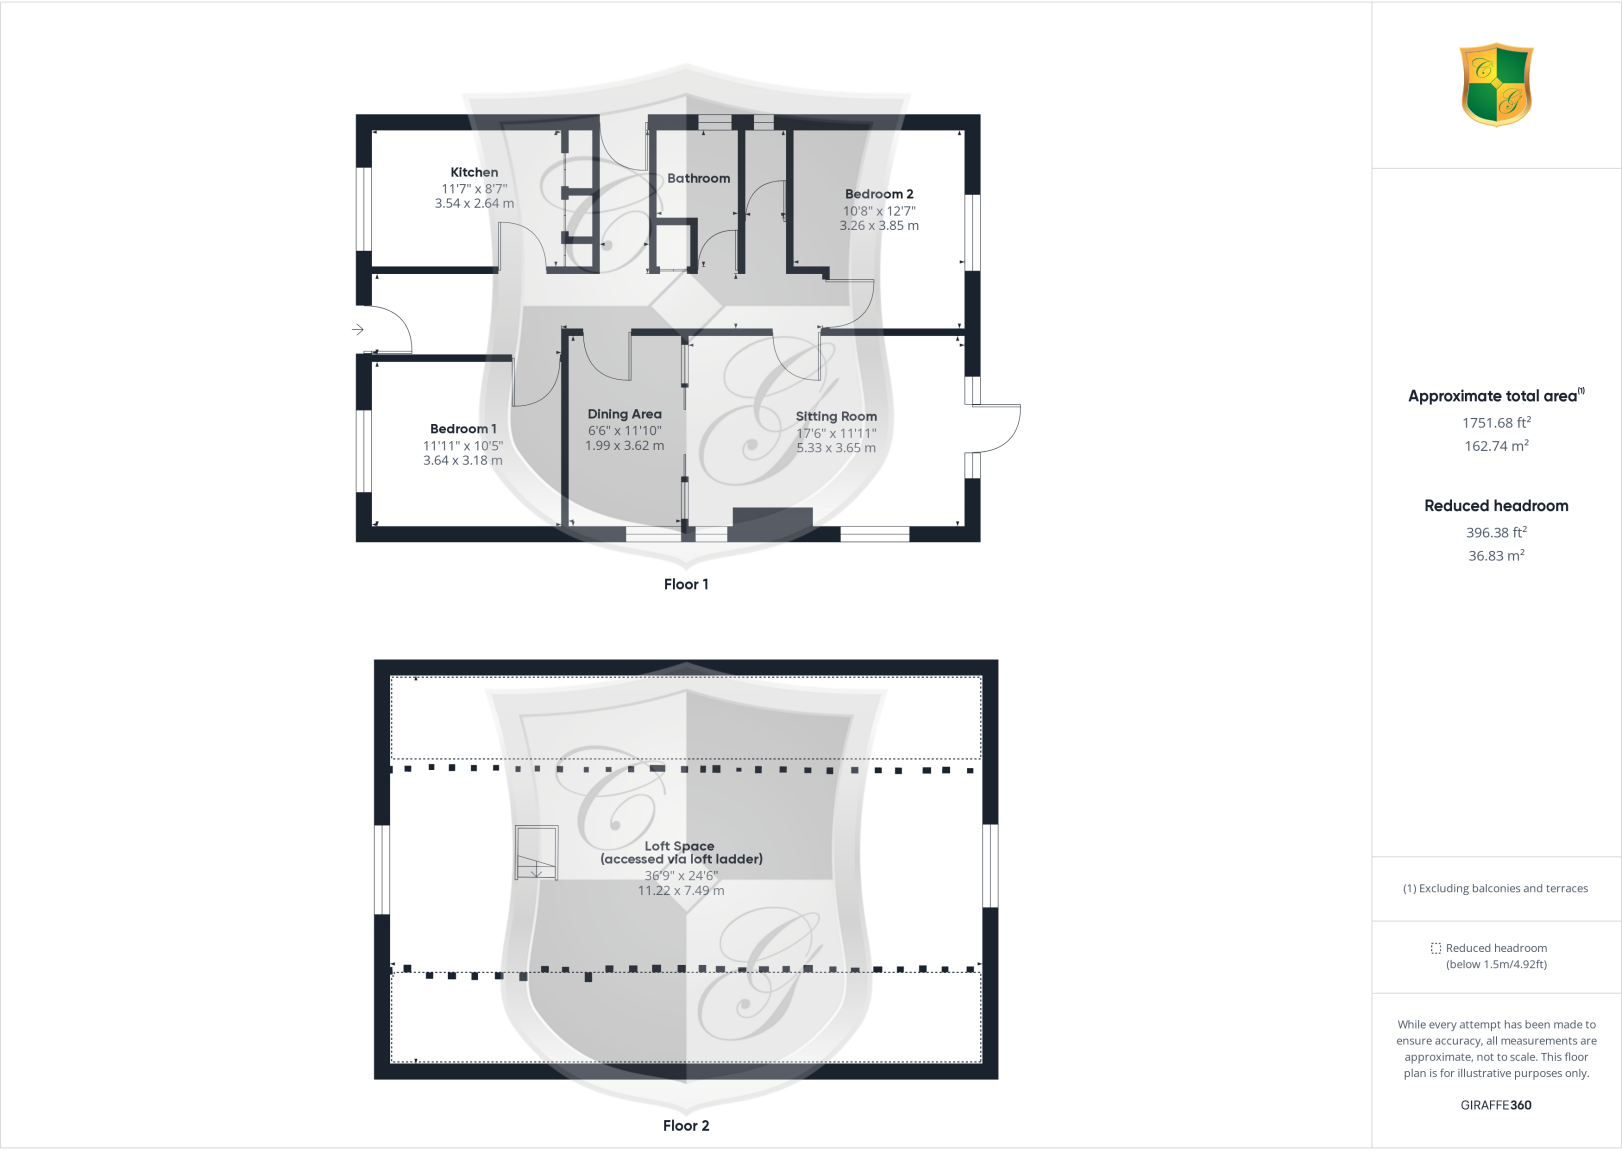 Kitchen
11'7" x 8'7"
3.54 x 2.64 m
Bathroom
Bedroom 2
10'8" x 12'7"
3.26 x 3.85 m
Bedroom 1
11'11" x 10'5"
3.64 x 3.18 m
Dining Area
6'6" x 11'10"
1.99 x 3.62 m
Sitting Room
17'6" x 11'11"
5.33 x 3.65 m
Floor 1
Loft Space
(accessed via loft ladder)
36'9" x 24'6"
11.22 x 7.49 m
Floor 2
C
G
Approximate total area(1)
1751.68 ft²
162.74 m²
Reduced headroom
396.38 ft²
36.83 m²
(1) Excluding balconies and terraces
Reduced headroom
(below 1.5m/4.92ft)
While every attempt has been made to
ensure accuracy, all measurements are
approximate, not to scale. This floor
plan is for illustrative purposes only.
GIRAFFE360